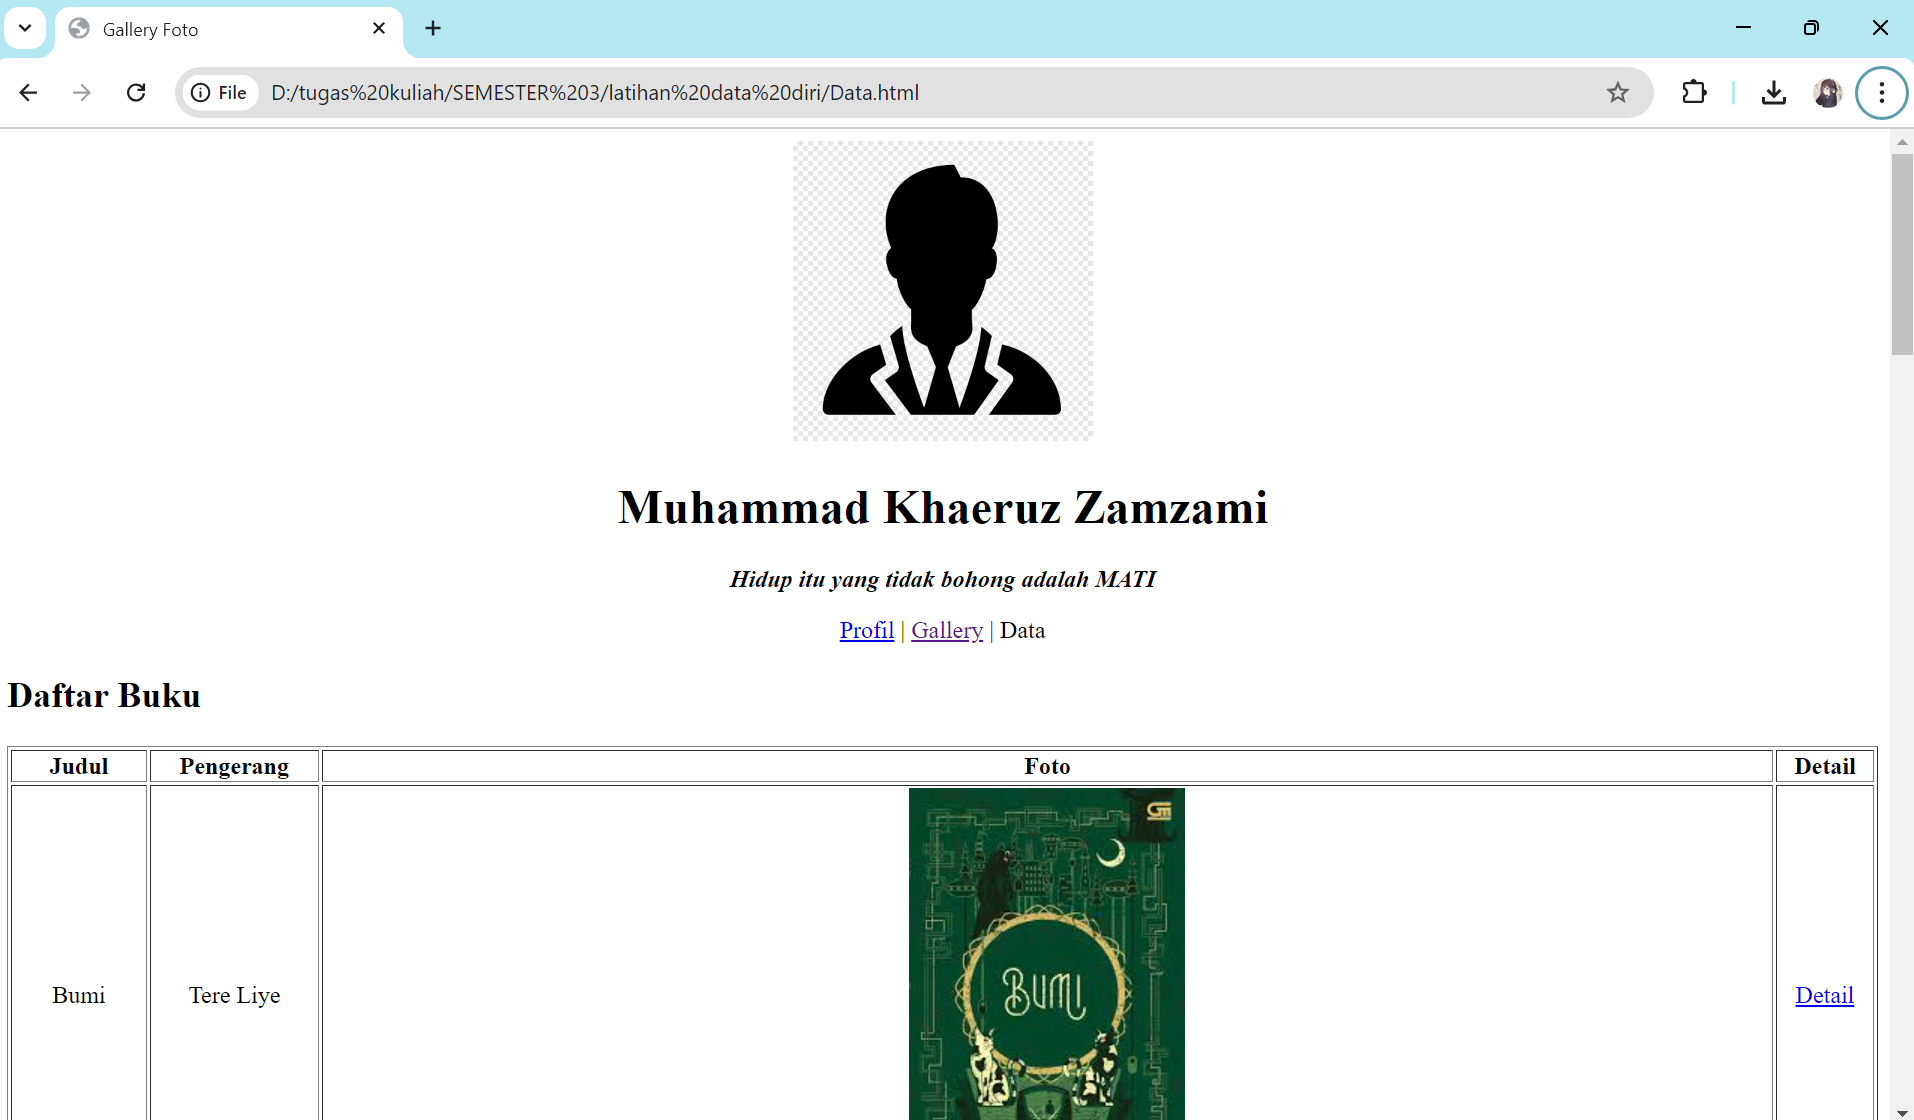 Gallery Foto
File D:/tugas%20kuliah/SEMESTER%203/latihan%20data%20diri/Data.html
Muhammad Khaeruz Zamzami
Hidup itu yang tidak bohong adalah MATI
Profil | Gallery | Data
Daftar Buku
Judul Pengerang Foto Detail
GM
BUMI
Bumi Tere Liye Detail